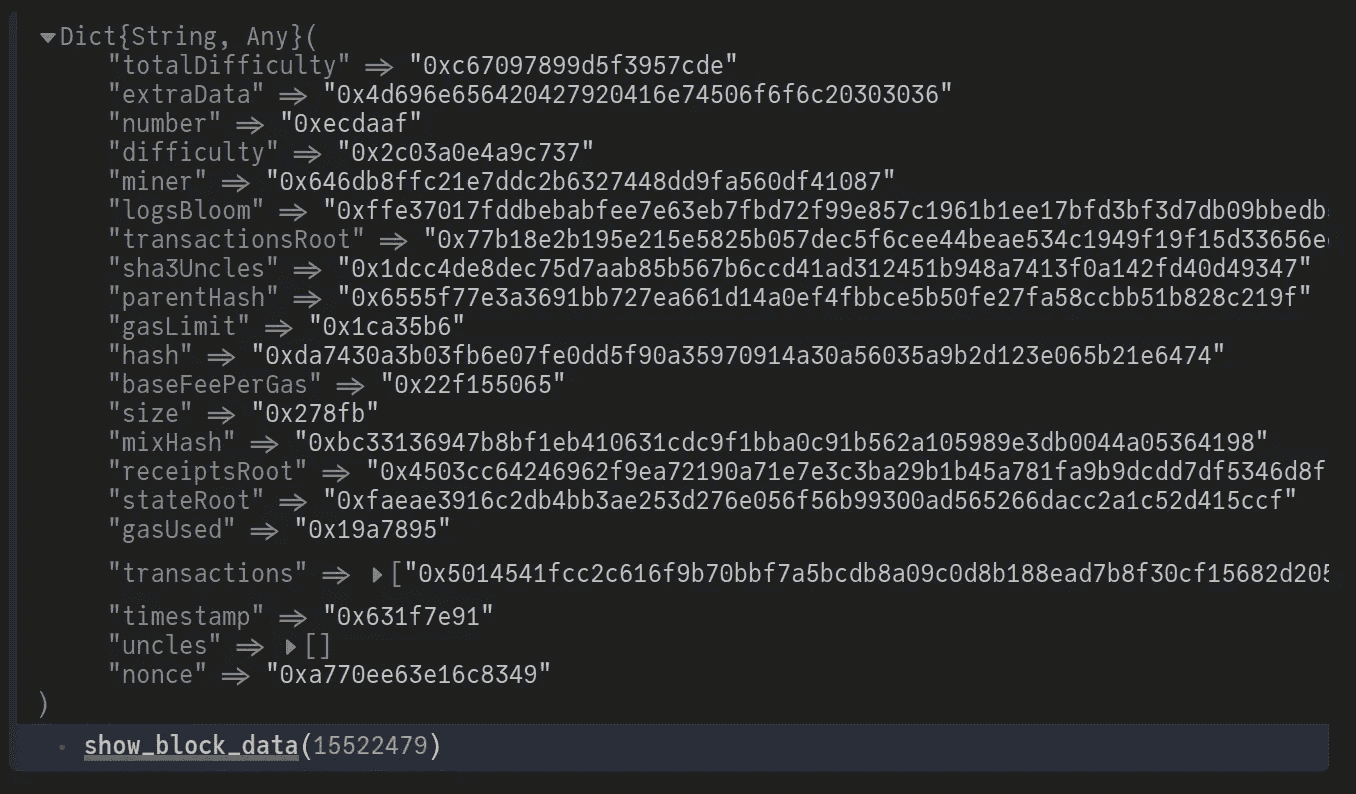 ▼Dict{String, Any}(
"totalDifficulty" ⇒ "0xc67097899d5f3957cde"
"extraData" ⇒ "0x4d696e656420427920416e74506f6f6c20303036"
"number" ⇒ "0xecdaaf"
"difficulty" ⇒ "0x2c03a0e4a9c737"
"miner" ⇒ "0x646db8ffc21e7ddc2b6327448dd9fa560df41087"
"logsBloom" ⇒ "0xffe37017fddbebabfee7e63eb7fbd72f99e857c1961b1ee17bfd3bf3d7db09bbedb
"transactionsRoot" ⇒ "0x77b18e2b195e215e5825b057dec5f6cee44beae534c1949f19f15d33656e
"sha3Uncles" ⇒ "0x1dcc4de8dec75d7aab85b567b6ccd41ad312451b948a7413f0a142fd40d49347"
"parentHash" ⇒ "0x6555f77e3a3691bb727ea661d14a0ef4fbbce5b50fe27fa58ccbb51b828c219f"
"gasLimit" ⇒ "0x1ca35b6"
"hash" ⇒ "0xda7430a3b03fb6e07fe0dd5f90a35970914a30a56035a9b2d123e065b21e6474"
"baseFeePerGas" ⇒ "0x22f155065"
"size" ⇒ "0x278fb"
"mixHash" ⇒ "0xbc33136947b8bf1eb410631cdc9f1bba0c91b562a105989e3db0044a05364198"
"receiptsRoot" ⇒ "0x4503cc64246962f9ea72190a71e7e3c3ba29b1b45a781fa9b9dcdd7df5346d8f
"stateRoot" ⇒ "0xfaeae3916c2db4bb3ae253d276e056f56b99300ad565266dacc2a1c52d415ccf"
"gasUsed" ⇒ "0x19a7895"
"transactions" ⇒ ▶["0x5014541fcc2c616f9b70bbf7a5bcdb8a09c0d8b188ead7b8f30cf15682d205
"timestamp" ⇒ "0x631f7e91"
"uncles" ⇒ ▶[]
"nonce" ⇒ "0xa770ee63e16c8349"
)
show_block_data(15522479)